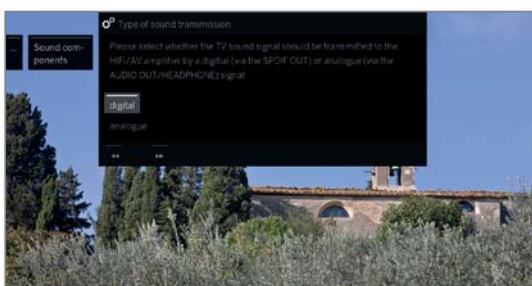 Type of sound transmission
...
Sound com-
ponents
Please select whether the TV sound signal should be transmitted to the
HiFi/AV amplifier by a digital (via the SPDIF OUT) or analogue (via the
AUDIO OUT/HEADPHONE) signal
digital
analogue